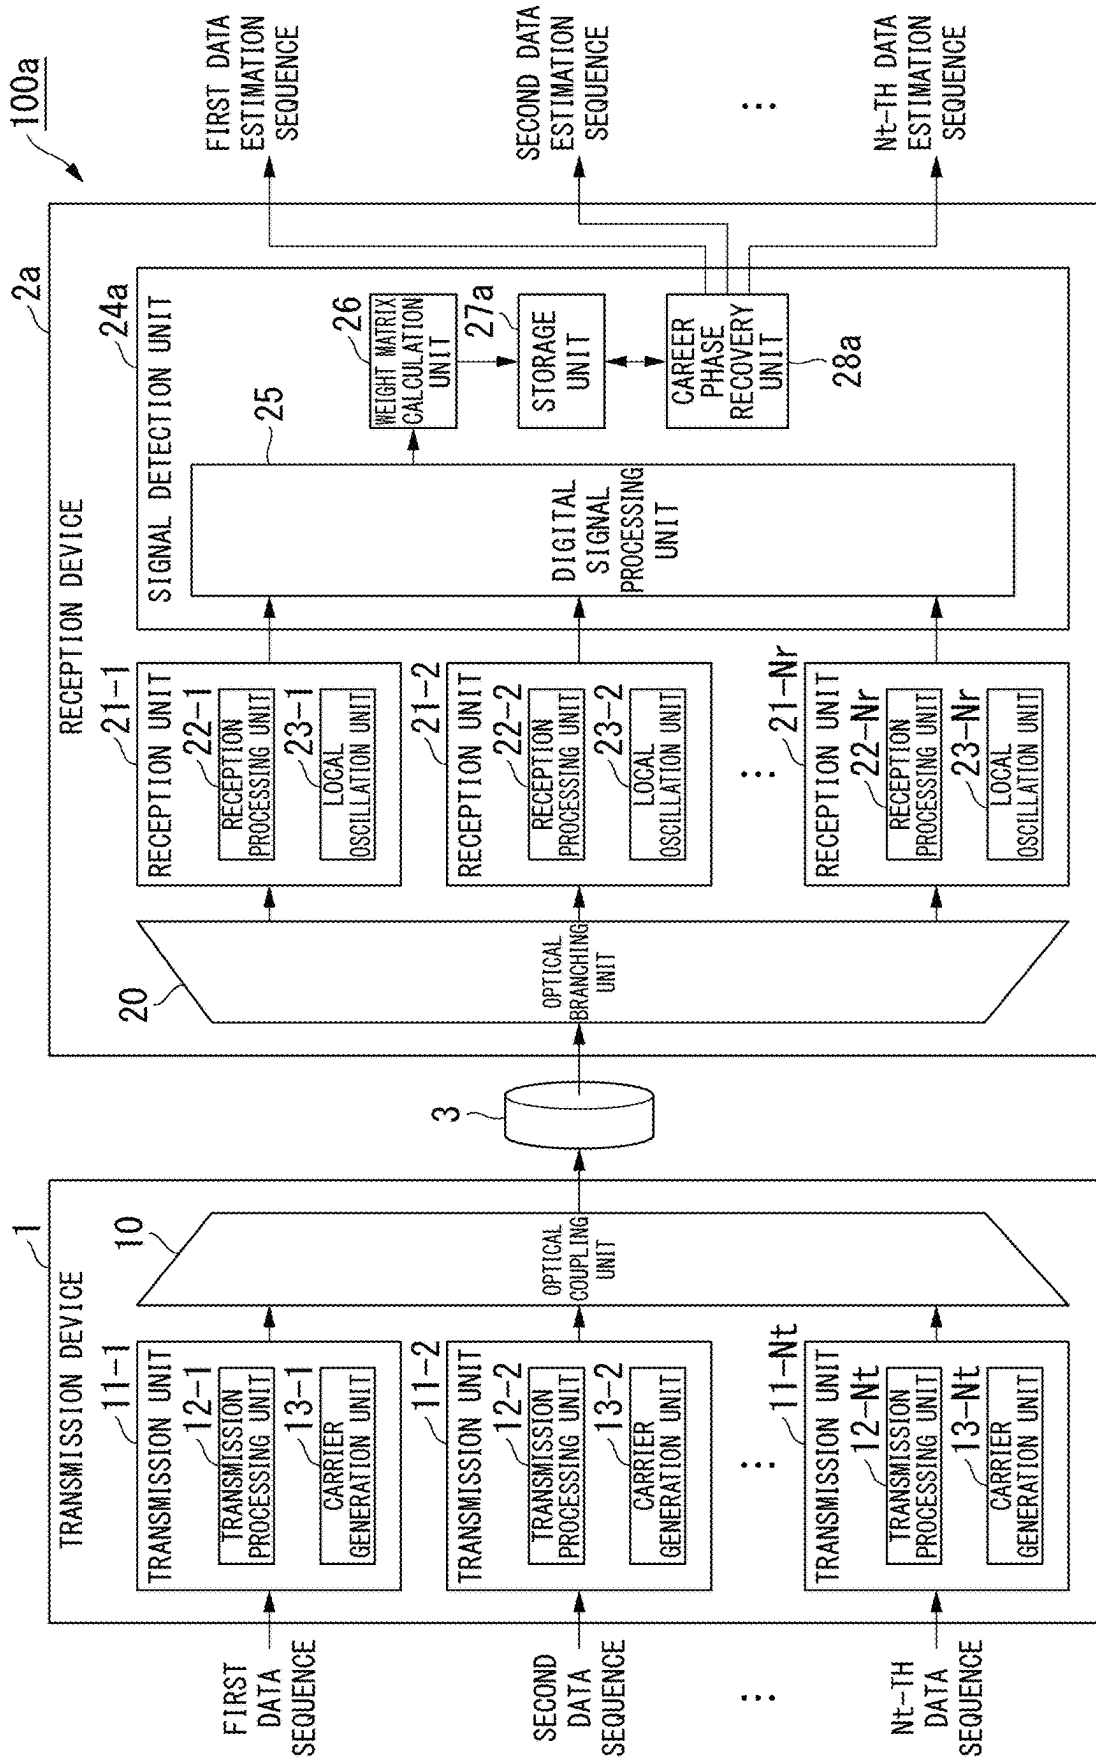 100a
TRANSMISSION DEVICE
1
FIRST
DATA
SEQUENCE
TRANSMISSION UNIT
11-1
12-1
TRANSMISSION
PROCESSING UNIT
13-1
CARRIER
GENERATION UNIT
SECOND
DATA
SEQUENCE
TRANSMISSION UNIT
11-2
12-2
TRANSMISSION
PROCESSING UNIT
13-2
CARRIER
GENERATION UNIT
...
...
Nt-TH
DATA
SEQUENCE
TRANSMISSION UNIT
11-Nt
12-Nt
TRANSMISSION
PROCESSING UNIT
13-Nt
CARRIER
GENERATION UNIT
10
OPTICAL
COUPLING
UNIT
3
RECEPTION DEVICE
2a
20
OPTICAL
BRANCHING
UNIT
RECEPTION UNIT
21-1
22-1
RECEPTION
PROCESSING UNIT
23-1
LOCAL
OSCILLATION UNIT
RECEPTION UNIT
21-2
22-2
RECEPTION
PROCESSING UNIT
23-2
LOCAL
OSCILLATION UNIT
...
RECEPTION UNIT
21-Nr
22-Nr
RECEPTION
PROCESSING UNIT
23-Nr
LOCAL
OSCILLATION UNIT
SIGNAL DETECTION UNIT
24a
25
DIGITAL
SIGNAL
PROCESSING
UNIT
26
WEIGHT MATRIX
CALCULATION
UNIT
27a
STORAGE
UNIT
CAREER
PHASE
RECOVERY
UNIT
28a
FIRST DATA
ESTIMATION
SEQUENCE
SECOND DATA
ESTIMATION
SEQUENCE
...
Nt-TH DATA
ESTIMATION
SEQUENCE